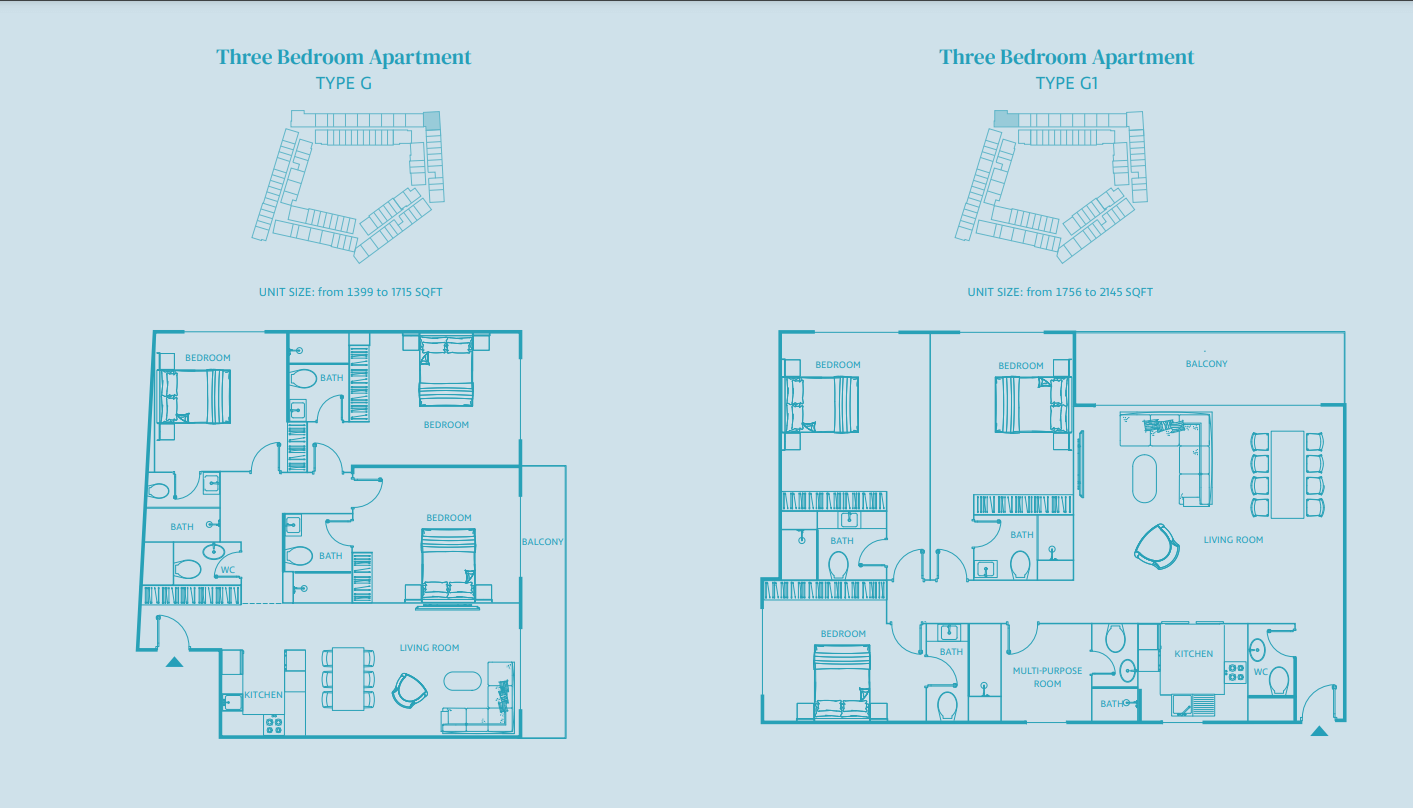 Three Bedroom Apartment
TYPE G
UNIT SIZE: from 1399 to 1715 SQFT
BEDROOM
BATH
BEDROOM
BATH
BEDROOM
BATH
BALCONY
WC
LIVING ROOM
KITCHEN
Three Bedroom Apartment
TYPE G1
UNIT SIZE: from 1756 to 2145 SQFT
BEDROOM
BEDROOM
BALCONY
BATH
BATH
LIVING ROOM
BEDROOM
BATH
MULTI-PURPOSE
ROOM
KITCHEN
WC
BATH